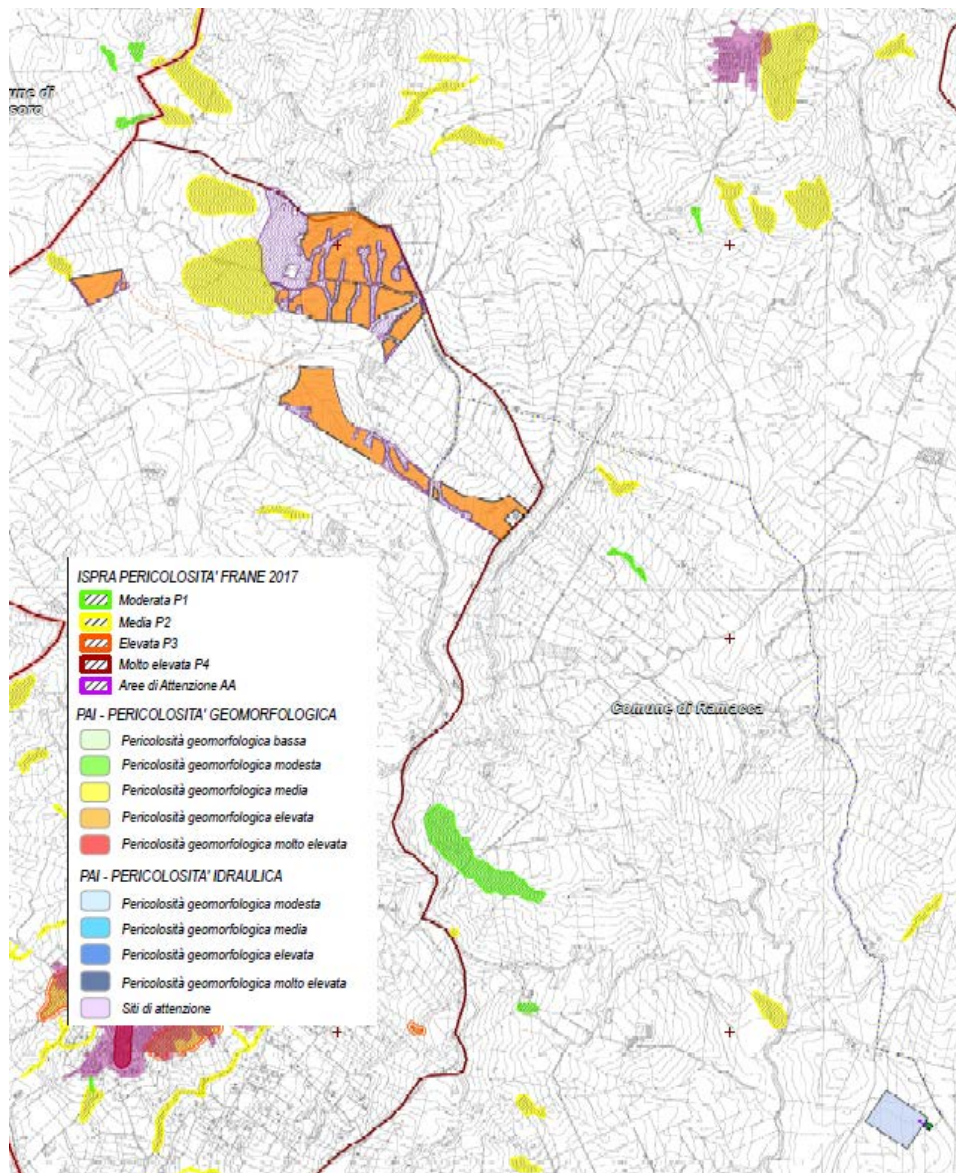 une di
soro
ISPRA PERICOLOSITA' FRANE 2017
Moderata P1
Media P2
Elevata P3
Molto elevata P4
Aree di Attenzione AA
PAI - PERICOLOSITA' GEOMORFOLOGICA
Pericolosità geomorfologica bassa
Pericolosità geomorfologica modesta
Pericolosità geomorfologica media
Pericolosità geomorfologica elevata
Pericolosità geomorfologica molto elevata
PAI - PERICOLOSITA' IDRAULICA
Pericolosità geomorfologica modesta
Pericolosità geomorfologica media
Pericolosità geomorfologica elevata
Pericolosità geomorfologica molto elevata
Siti di attenzione
Comune di Ramacca